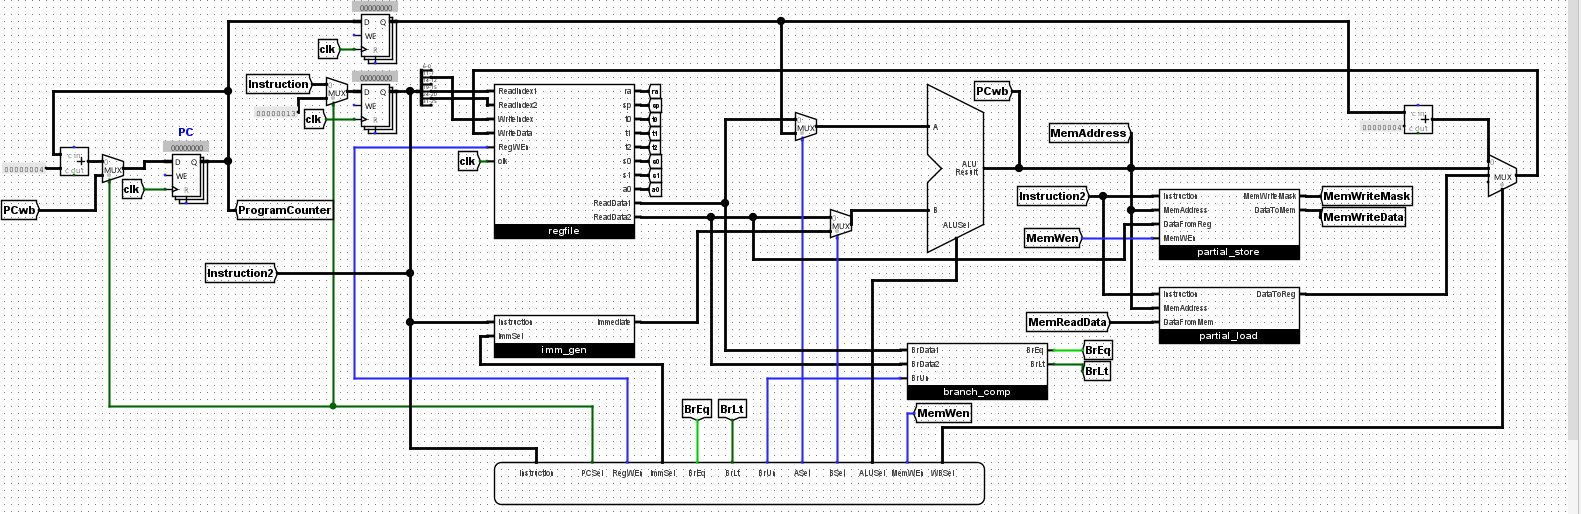 00000000
D Q
WE
R
clk
00000000
Instruction
MUX
D Q
WE
R
00000013
clk
ReadIndex1
ReadIndex2
WriteIndex
WriteData
RegWEn
clk
ra
sp
t0
t1
t2
s0
s1
a0
ReadData1
ReadData2
ra
sp
t0
t1
t2
s0
s1
a0
regfile
clk
PC
00000000
D Q
WE
R
c in
+
c out
00000004
MUX
clk
PCwb
ProgramCounter
MUX
MUX
A
B
ALU
Result
ALUSel
PCwb
MemAddress
c in
+
c out
00000004
MUX
Instruction2
MemWen
Instruction
MemAddress
DataFromReg
MemWEn
MemWriteMask
DataToMem
partial_store
MemWriteMask
MemWriteData
Instruction2
MemReadData
Instruction
MemAddress
DataFromMem
DataToReg
partial_load
Instruction
ImmSel
Immediate
imm_gen
BrData1
BrData2
BrUn
BrEq
BrLt
branch_comp
BrEq
BrLt
BrEq
BrLt
MemWen
Instruction PCSel RegWEn ImmSel BrEq BrLt BrUn ASel BSel ALUSel MemWEn WBSel